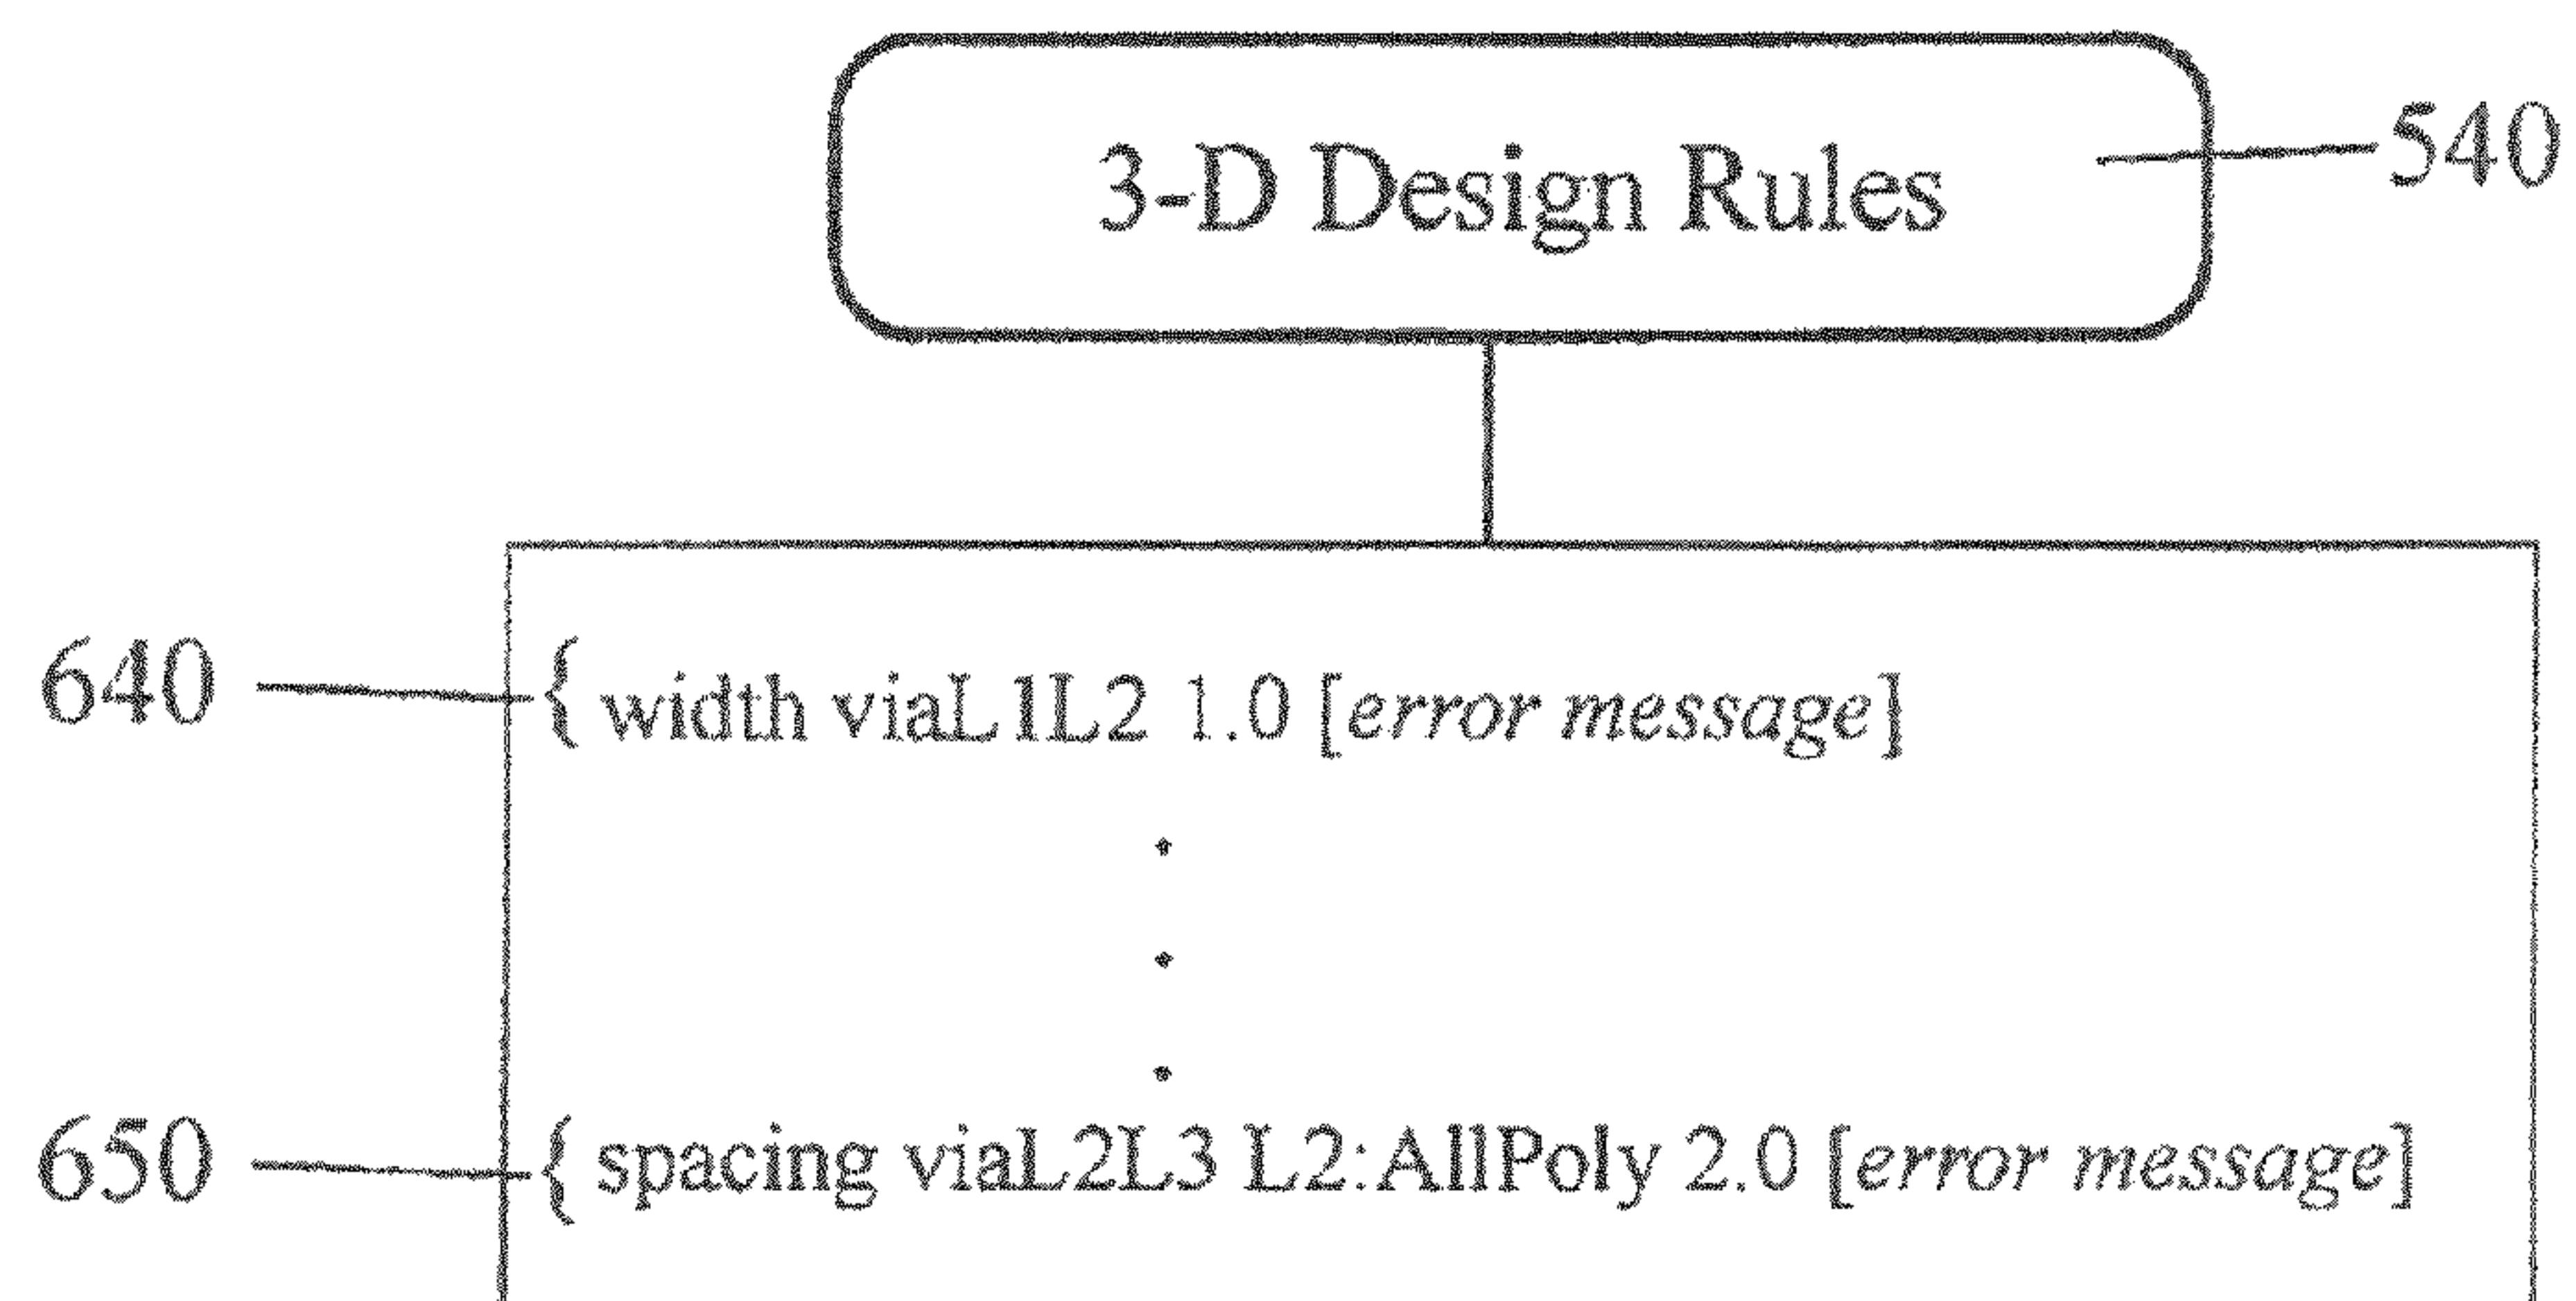 3-D Design Rules
540
640
{ width viaL1L2 1.0 [error message]
650
{ spacing viaL2L3 L2:AllPoly 2.0 [error message]